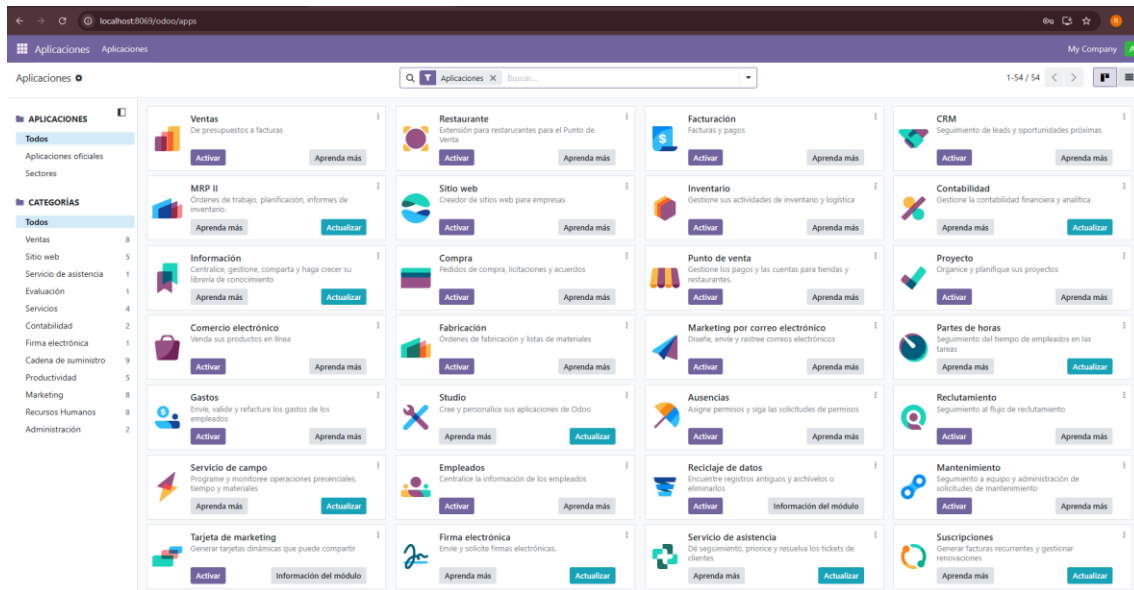 localhost:8069/odoo/apps
Aplicaciones Aplicaciones My Company
Aplicaciones Aplicaciones Buscar... 1-54 / 54
APLICACIONES
Todos
Aplicaciones oficiales
Sectores
CATEGORÍAS
Todos
Ventas 8
Sitio web 5
Servicio de asistencia 1
Evaluación 1
Servicios 4
Contabilidad 2
Firma electrónica 1
Cadena de suministro 9
Productividad 5
Marketing 8
Recursos Humanos 8
Administración 2
Ventas
De presupuestos a facturas
Activar Aprenda más
Restaurante
Extensión para restarurantes para el Punto de
Venta
Activar Aprenda más
Facturación
Facturas y pagos
Activar Aprenda más
CRM
Seguimiento de leads y oportunidades próximas
Activar Aprenda más
MRP II
Órdenes de trabajo, planificación, informes de
inventario.
Aprenda más Actualizar
Sitio web
Creador de sitios web para empresas
Activar Aprenda más
Inventario
Gestione sus actividades de inventario y logística
Activar Aprenda más
Contabilidad
Gestione la contabilidad financiera y analítica
Aprenda más Actualizar
Información
Centralice, gestione, comparta y haga crecer su
librería de conocimiento
Aprenda más Actualizar
Compra
Pedidos de compra, licitaciones y acuerdos
Activar Aprenda más
Punto de venta
Gestione los pagos y las cuentas para tiendas y
restaurantes.
Activar Aprenda más
Proyecto
Organice y planifique sus proyectos
Activar Aprenda más
Comercio electrónico
Venda sus productos en línea
Activar Aprenda más
Fabricación
Órdenes de fabricación y listas de materiales
Activar Aprenda más
Marketing por correo electrónico
Diseñe, envíe y rastree correos electrónicos
Activar Aprenda más
Partes de horas
Seguimiento del tiempo de empleados en las
tareas
Aprenda más Actualizar
Gastos
Envíe, valide y refacture los gastos de los
empleados
Activar Aprenda más
Studio
Cree y personalice sus aplicaciones de Odoo
Aprenda más Actualizar
Ausencias
Asigne permisos y siga las solicitudes de permisos
Activar Aprenda más
Reclutamiento
Seguimiento al flujo de reclutamiento
Activar Aprenda más
Servicio de campo
Programe y monitoree operaciones presenciales,
tiempo y materiales
Aprenda más Actualizar
Empleados
Centralice la información de los empleados
Activar Aprenda más
Reciclaje de datos
Encuentre registros antiguos y archívelos o
elimínarlos
Activar Información del módulo
Mantenimiento
Segumiento a equipo y administración de
solicitudes de mantenimiento
Activar Aprenda más
Tarjeta de marketing
Generar tarjetas dinámicas que puede compartir
Activar Información del módulo
Firma electrónica
Envíe y solicite firmas electrónicas.
Aprenda más Actualizar
Servicio de asistencia
Dé seguimiento, priorice y resuelva los tickets de
clientes
Aprenda más Actualizar
Suscripciones
Generar facturas recurrentes y gestionar
renovaciones
Aprenda más Actualizar